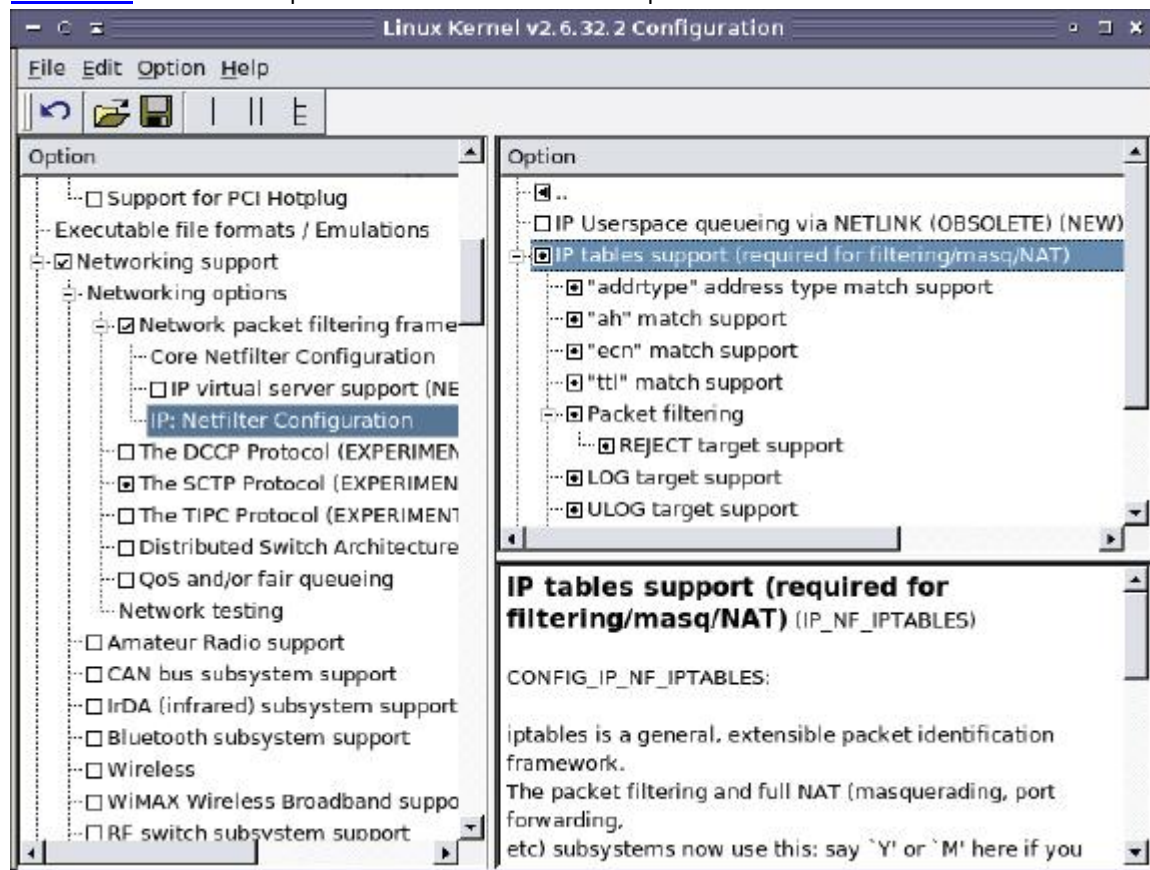 Linux Kernel v2.6.32.2 Configuration
File Edit Option Help
Option
Support for PCI Hotplug
Executable file formats / Emulations
Networking support
Networking options
Network packet filtering frame
Core Netfilter Configuration
IP virtual server support (NE
IP: Netfilter Configuration
The DCCP Protocol (EXPERIMEN
The SCTP Protocol (EXPERIMEN
The TIPC Protocol (EXPERIMENT
Distributed Switch Architecture
QoS and/or fair queueing
Network testing
Amateur Radio support
CAN bus subsystem support
IrDA (infrared) subsystem support
Bluetooth subsystem support
Wireless
WiMAX Wireless Broadband suppo
RF switch subsystem support
Option
..
IP Userspace queueing via NETLINK (OBSOLETE) (NEW)
IP tables support (required for filtering/masq/NAT)
"addrtype" address type match support
"ah" match support
"ecn" match support
"ttl" match support
Packet filtering
REJECT target support
LOG target support
ULOG target support
IP tables support (required for
filtering/masq/NAT) (IP_NF_IPTABLES)
CONFIG_IP_NF_IPTABLES:
iptables is a general, extensible packet identification
framework.
The packet filtering and full NAT (masquerading, port
forwarding,
etc) subsystems now use this: say `Y' or `M' here if you